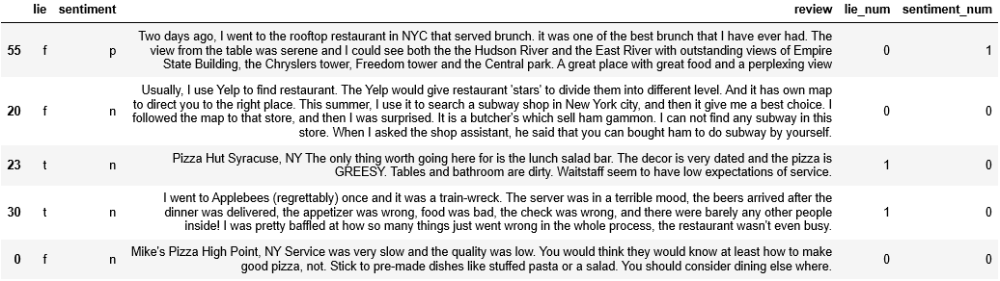 lie sentiment review lie_num sentiment_num
Two days ago, I went to the rooftop restaurant in NYC that served brunch. it was one of the best brunch that I have ever had. The
55 f p view from the table was serene and I could see both the the Hudson River and the East River with outstanding views of Empire 0 1
State Building, the Chryslers tower, Freedom tower and the Central park. A great place with great food and a perplexing view
Usually, I use Yelp to find restaurant. The Yelp would give restaurant 'stars' to divide them into different level. And it has own map
to direct you to the right place. This summer, I use it to search a subway shop in New York city, and then it give me a best choice. I
20 f n followed the map to that store, and then I was surprised. It is a butcher's which sell ham gammon. I can not find any subway in this 0 0
store. When I asked the shop assistant, he said that you can bought ham to do subway by yourself.
Pizza Hut Syracuse, NY The only thing worth going here for is the lunch salad bar. The decor is very dated and the pizza is
23 t n GREESY. Tables and bathroom are dirty. Waitstaff seem to have low expectations of service. 1 0
I went to Applebees (regrettably) once and it was a train-wreck. The server was in a terrible mood, the beers arrived after the
30 t n dinner was delivered, the appetizer was wrong, food was bad, the check was wrong, and there were barely any other people 1 0
inside! I was pretty baffled at how so many things just went wrong in the whole process, the restaurant wasn't even busy.
Mike's Pizza High Point, NY Service was very slow and the quality was low. You would think they would know at least how to make
0 f n good pizza, not. Stick to pre-made dishes like stuffed pasta or a salad. You should consider dining else where. 0 0